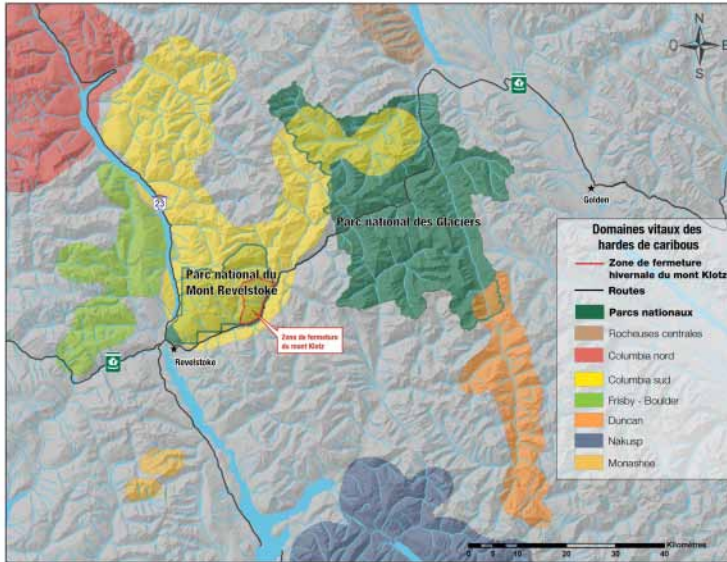 N
O
E
S
23
Golden
Parc national des Glaciers
Parc national du
Mont Revelstoke
Zone de fermeture
du mont Klotz
Revelstoke
Domaines vitaux des
hardes de caribous
Zone de fermeture
hivernale du mont Klotz
Routes
Parcs nationaux
Rocheuses centrales
Columbia nord
Columbia sud
Frisby - Boulder
Duncan
Nakusp
Monashee
Kilomètres
0 5 10 20 30 40